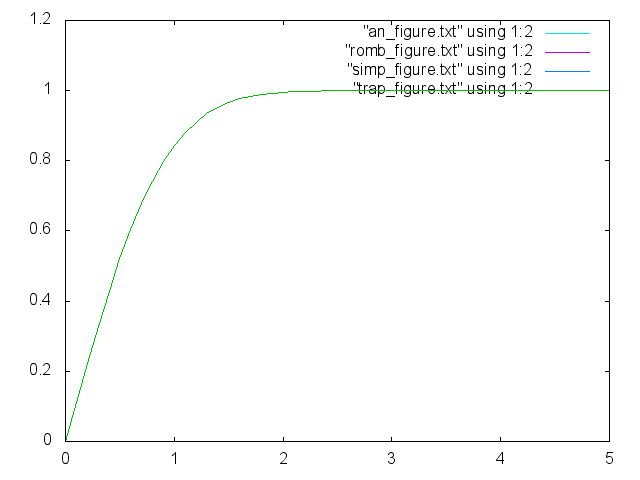 1.2
1
0.8
0.6
0.4
0.2
0
0 1 2 3 4 5
"an_figure.txt" using 1:2
"romb_figure.txt" using 1:2
"simp_figure.txt" using 1:2
"trap_figure.txt" using 1:2